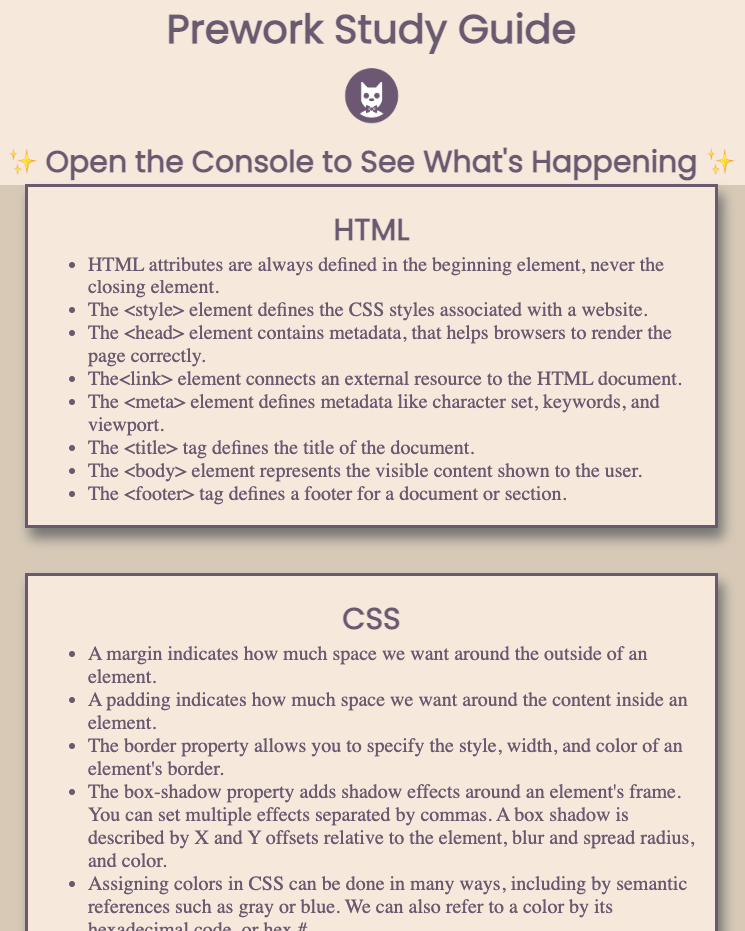 Prework Study Guide
✨ Open the Console to See What's Happening ✨
HTML
• HTML attributes are always defined in the beginning element, never the
closing element.
• The <style> element defines the CSS styles associated with a website.
• The <head> element contains metadata, that helps browsers to render the
page correctly.
• The<link> element connects an external resource to the HTML document.
• The <meta> element defines metadata like character set, keywords, and
viewport.
• The <title> tag defines the title of the document.
• The <body> element represents the visible content shown to the user.
• The <footer> tag defines a footer for a document or section.
CSS
• A margin indicates how much space we want around the outside of an
element.
• A padding indicates how much space we want around the content inside an
element.
• The border property allows you to specify the style, width, and color of an
element's border.
• The box-shadow property adds shadow effects around an element's frame.
You can set multiple effects separated by commas. A box shadow is
described by X and Y offsets relative to the element, blur and spread radius,
and color.
• Assigning colors in CSS can be done in many ways, including by semantic
references such as gray or blue. We can also refer to a color by its
hexadecimal code, or hex #